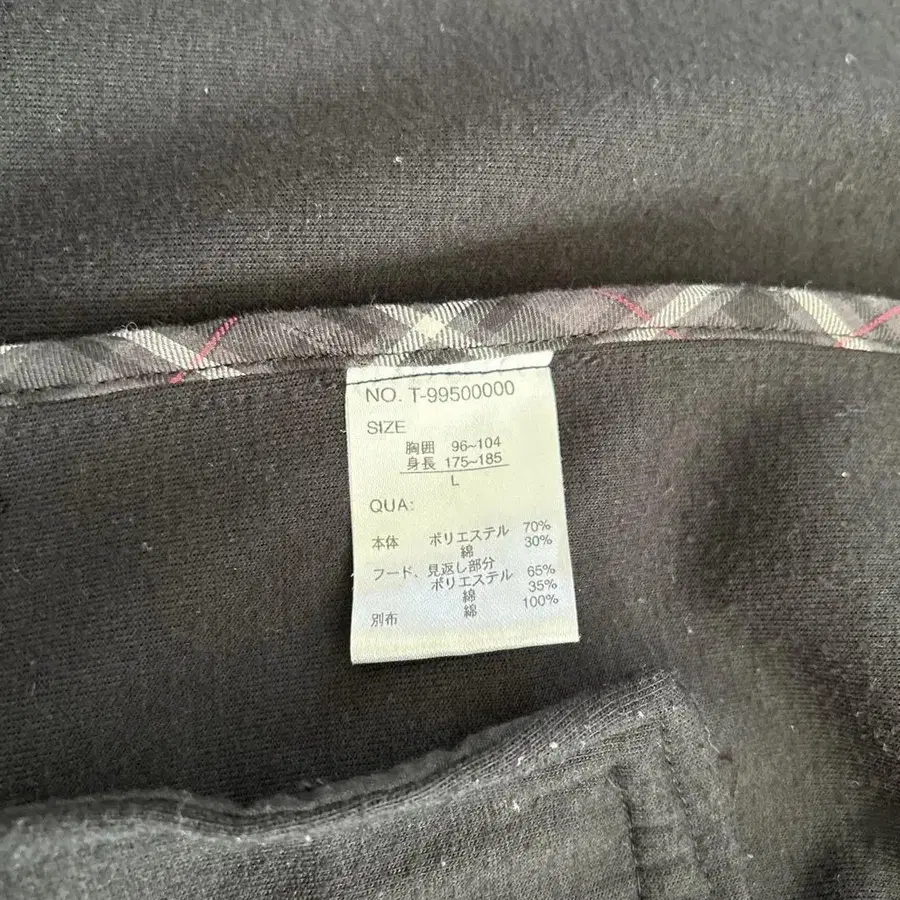 NO. T-99500000
SIZE
胸囲 96~104
身長 175~185
L
QUA:
本体 ポリエステル 70%
綿 30%
フード、見返し部分
ポリエステル 65%
綿 35%
別布 綿 100%